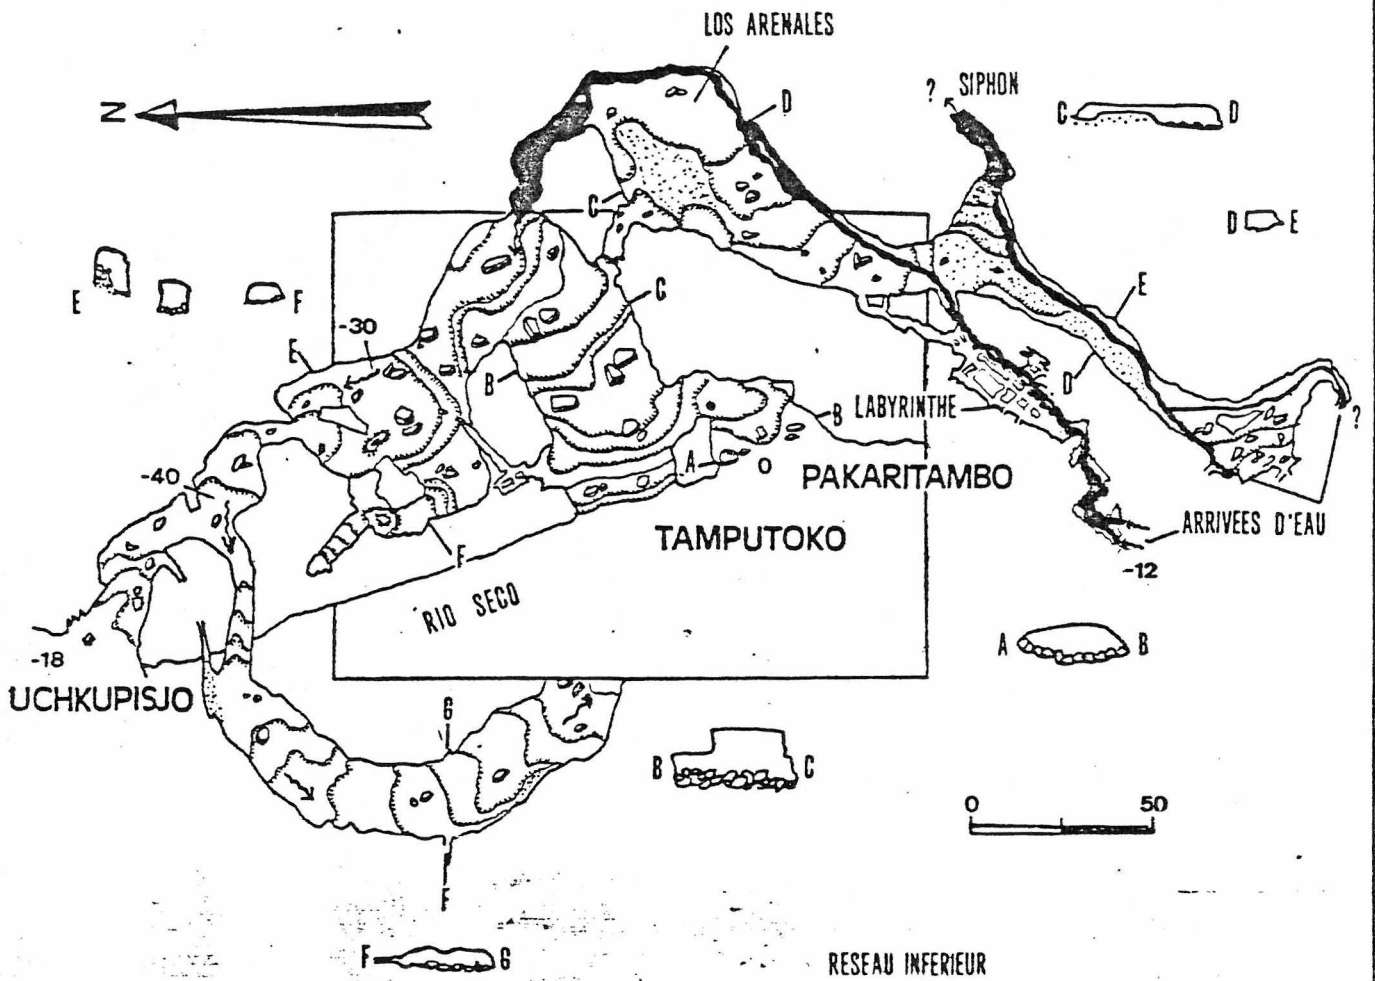 LOS ARENALES
N
D
? SIPHON
C D
C
D E
E F
-30
E
C
E
B
D
LABYRINTHE
B
?
A O
PAKARITAMBO
-40
TAMPUTOKO
ARRIVEES D'EAU
F
-12
RIO SECO
A B
-18
UCHKUPISJO
G
B C
0 50
F
F G
RESEAU INFERIEUR